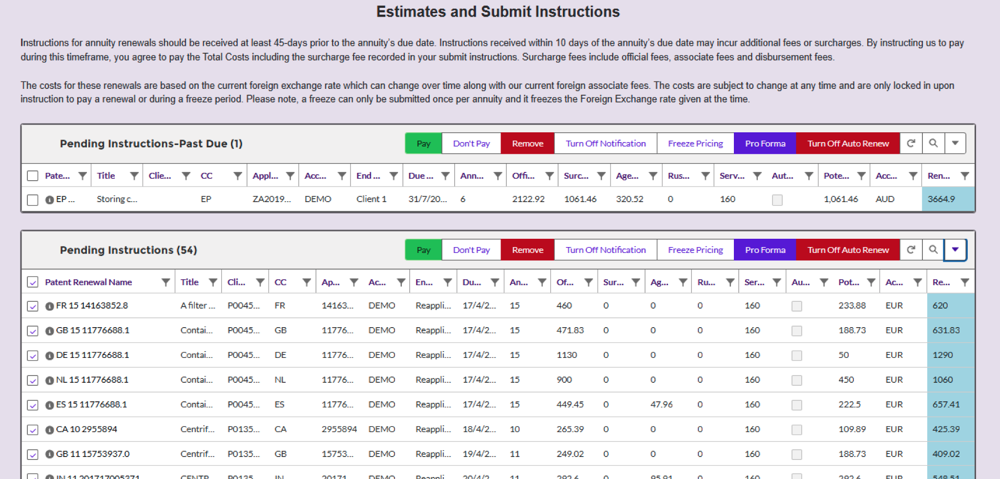 Estimates and Submit Instructions
Instructions for annuity renewals should be received at least 45-days prior to the annuity's due date. Instructions received within 10 days of the annuity's due date may incur additional fees or surcharges. By instructing us to pay
during this timeframe, you agree to pay the Total Costs including the surcharge fee recorded in your submit instructions. Surcharge fees include official fees, associate fees and disbursement fees.
The costs for these renewals are based on the current foreign exchange rate which can change over time along with our current foreign associate fees. The costs are subject to change at any time and are only locked in upon
instruction to pay a renewal or during a freeze period. Please note, a freeze can only be submitted once per annuity and it freezes the Foreign Exchange rate given at the time.
Pending Instructions-Past Due (1) Pay Don't Pay Remove Turn Off Notification Freeze Pricing Pro Forma Turn Off Auto Renew
Pate... Title Clie... CC Appl... Acc... End ... Due ... Ann... Offi... Surc... Age... Rus... Serv... Aut... Pote... Acc... Ren...
EP ... Storing c... EP ZA2019... DEMO Client 1 31/7/20... 6 2122.92 1061.46 320.52 0 160 1,061.46 AUD 3664.9
Pending Instructions (54) Pay Don't Pay Remove Turn Off Notification Freeze Pricing Pro Forma Turn Off Auto Renew
Patent Renewal Name Title Cli... CC Ap... Ac... En... Du... An... Of... Sur... Ag... Ru... Ser... Au... Pot... Ac... Re...
FR 15 14163852.8 A filter ... P0045... FR 14163... DEMO Reappli... 17/4/2... 15 460 0 0 0 160 233.88 EUR 620
GB 15 11776688.1 Contai... P0045... GB 11776... DEMO Reappli... 17/4/2... 15 471.83 0 0 0 160 188.73 EUR 631.83
DE 15 11776688.1 Contai... P0045... DE 11776... DEMO Reappli... 17/4/2... 15 1130 0 0 0 160 50 EUR 1290
NL 15 11776688.1 Contai... P0045... NL 11776... DEMO Reappli... 17/4/2... 15 900 0 0 0 160 450 EUR 1060
ES 15 11776688.1 Contai... P0045... ES 11776... DEMO Reappli... 17/4/2... 15 449.45 0 47.96 0 160 222.5 EUR 657.41
CA 10 2955894 Centrif... P0135... CA 2955894 DEMO Reappli... 18/4/2... 10 265.39 0 0 0 160 109.89 EUR 425.39
GB 11 15753937.0 Centrif... P0135... GB 15753... DEMO Reappli... 19/4/2... 11 249.02 0 0 0 160 188.73 EUR 409.02
IN 11 201717005371 CENTR... P0135... IN 20171... DEMO Reappli... 20/4/2... 11 292.6 0 95.91 0 160 292.6 EUR 548.51